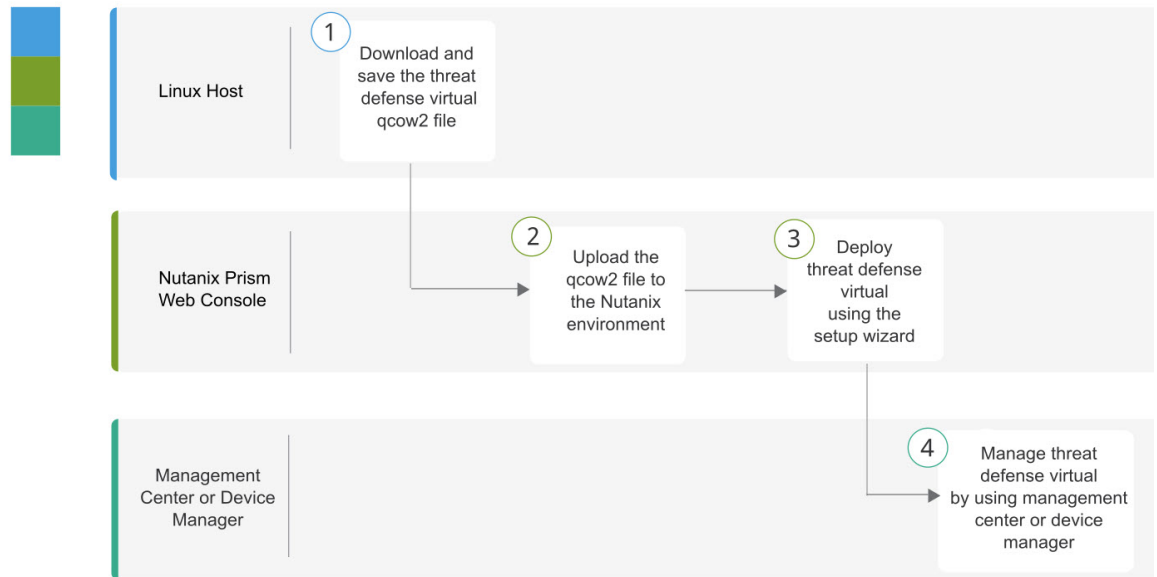 Linux Host
1
Download and
save the threat
defense virtual
qcow2 file
Nutanix Prism
Web Console
2
Upload the
qcow2 file to
the Nutanix
environment
3
Deploy
threat defense
virtual
using the
setup wizard
Management
Center or Device
Manager
4
Manage threat
defense virtual
by using management
center or device
manager